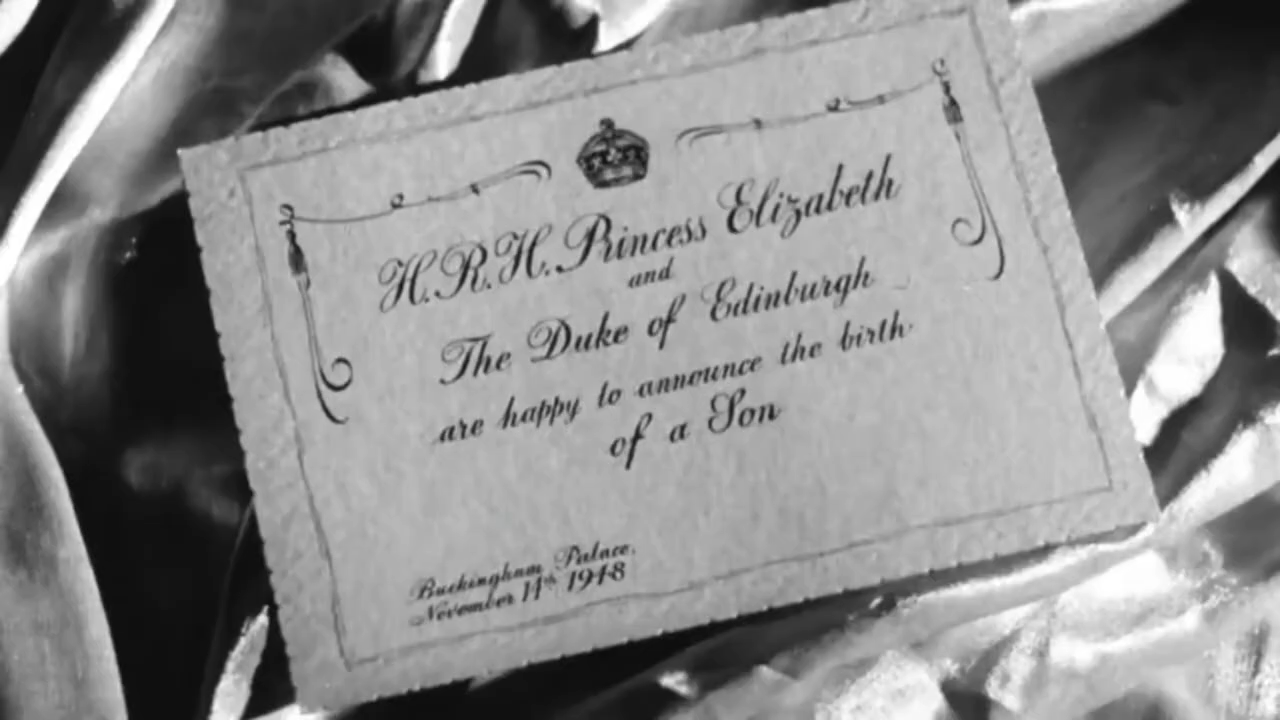 H.R.H. Princess Elizabeth
and
The Duke of Edinburgh
are happy to announce the birth
of a Son
Buckingham Palace.
November 14th 1948